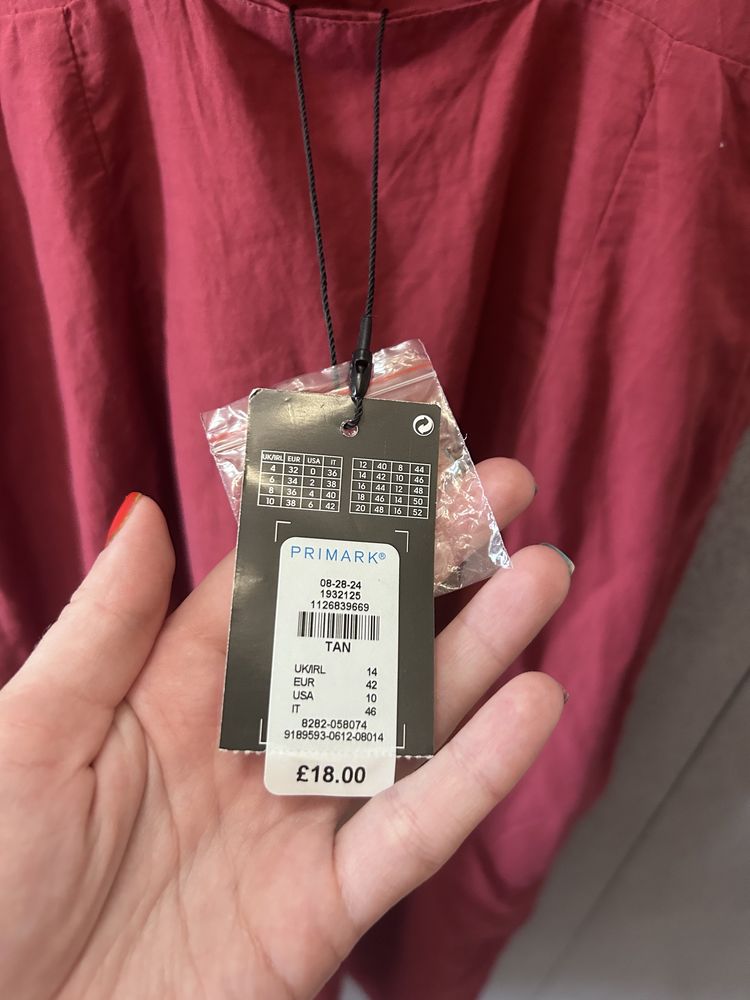 UK/IRL EUR USA IT
4 32 0 36
6 34 2 38
8 36 4 40
10 38 6 42
12 40 8 44
14 42 10 46
16 44 12 48
18 46 14 50
20 48 16 52
PRIMARK®
08-28-24
1932125
1126839669
TAN
UK/IRL 14
EUR 42
USA 10
IT 46
8282-058074
9189593-0612-08014
£18.00